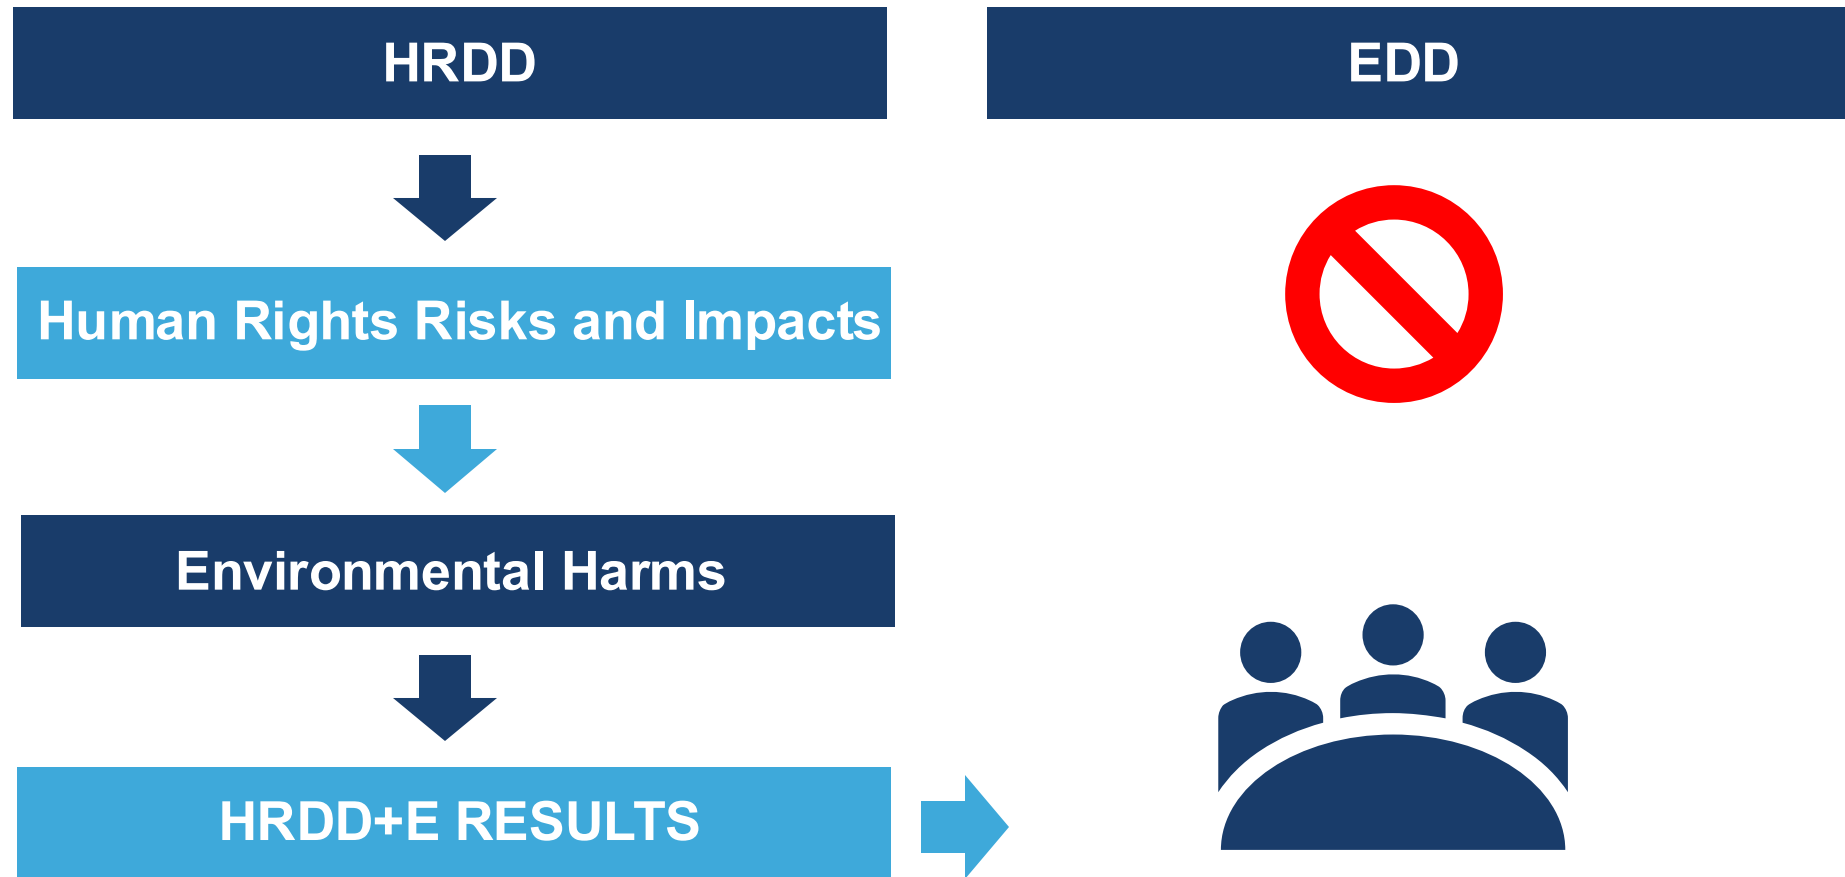 HRDD
EDD
Human Rights Risks and Impacts
Environmental Harms
HRDD+E RESULTS